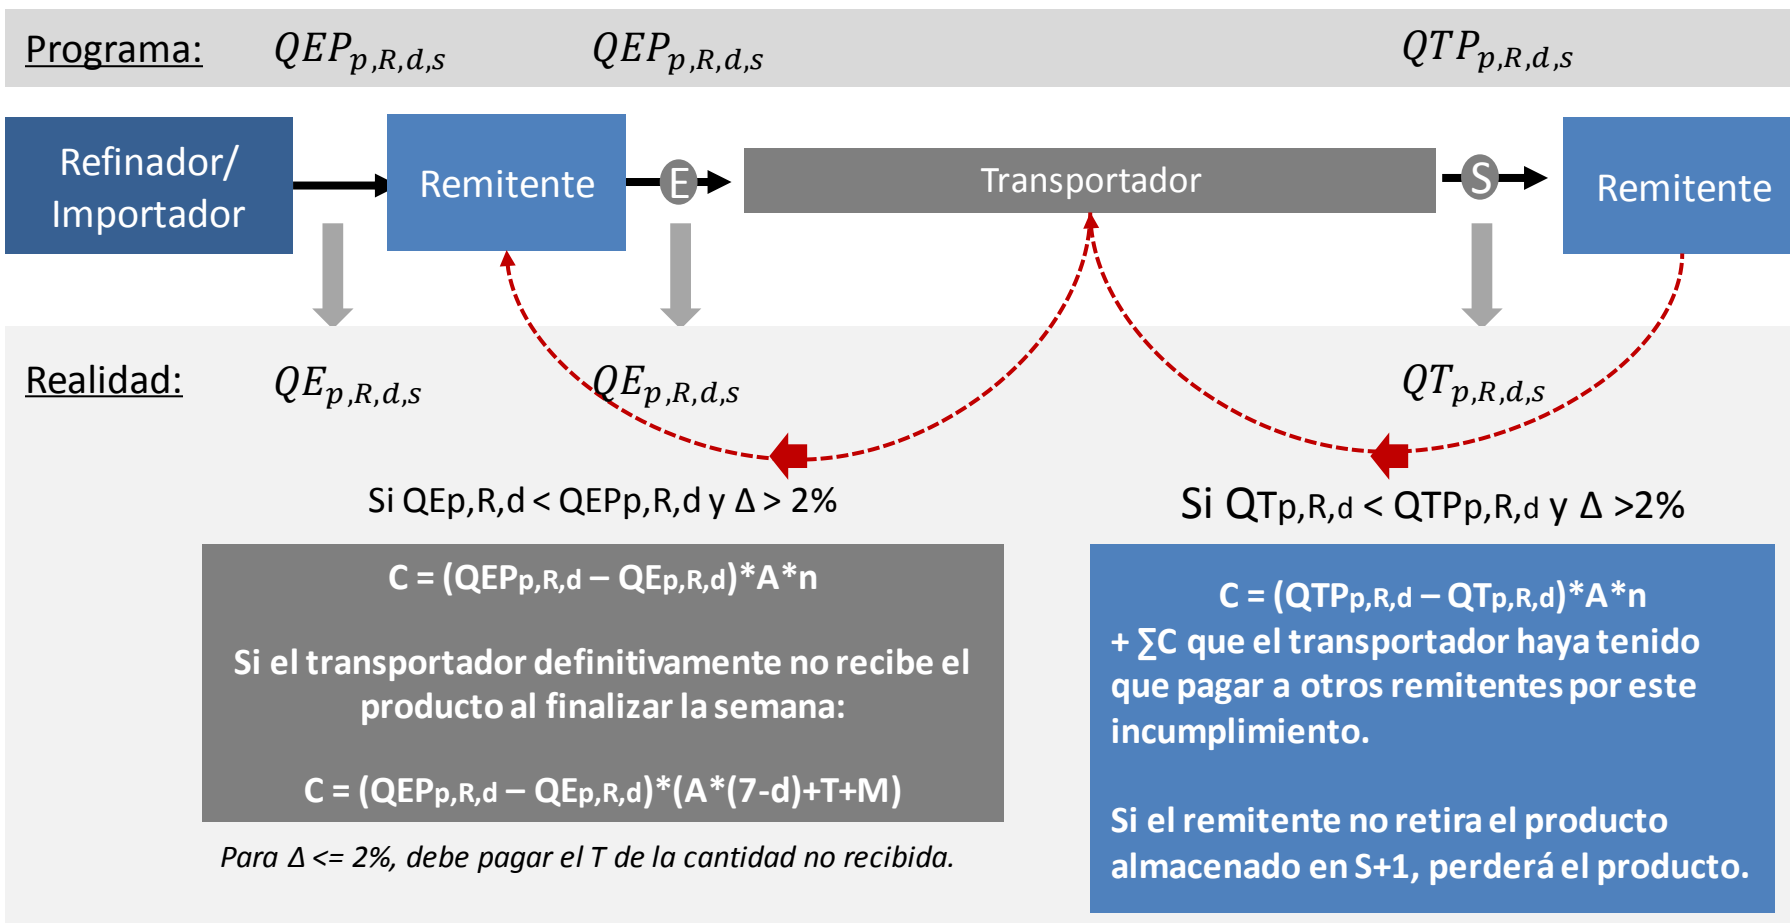 Programa: QEPp,R,d,s QEPp,R,d,s QTPp,R,d,s
Refinador/
Importador
Remitente
E
Transportador
S
Remitente
Realidad: QEp,R,d,s QEp,R,d,s QTp,R,d,s
Si QEp,R,d < QEPp,R,d y Δ > 2%
C = (QEPp,R,d – QEp,R,d)*A*n
Si el transportador definitivamente no recibe el
producto al finalizar la semana:
C = (QEPp,R,d – QEp,R,d)*(A*(7-d)+T+M)
Para Δ <= 2%, debe pagar el T de la cantidad no recibida.
Si QTp,R,d < QTPp,R,d y Δ >2%
C = (QTPp,R,d – QTp,R,d)*A*n
+ ∑C que el transportador haya tenido
que pagar a otros remitentes por este
incumplimiento.
Si el remitente no retira el producto
almacenado en S+1, perderá el producto.